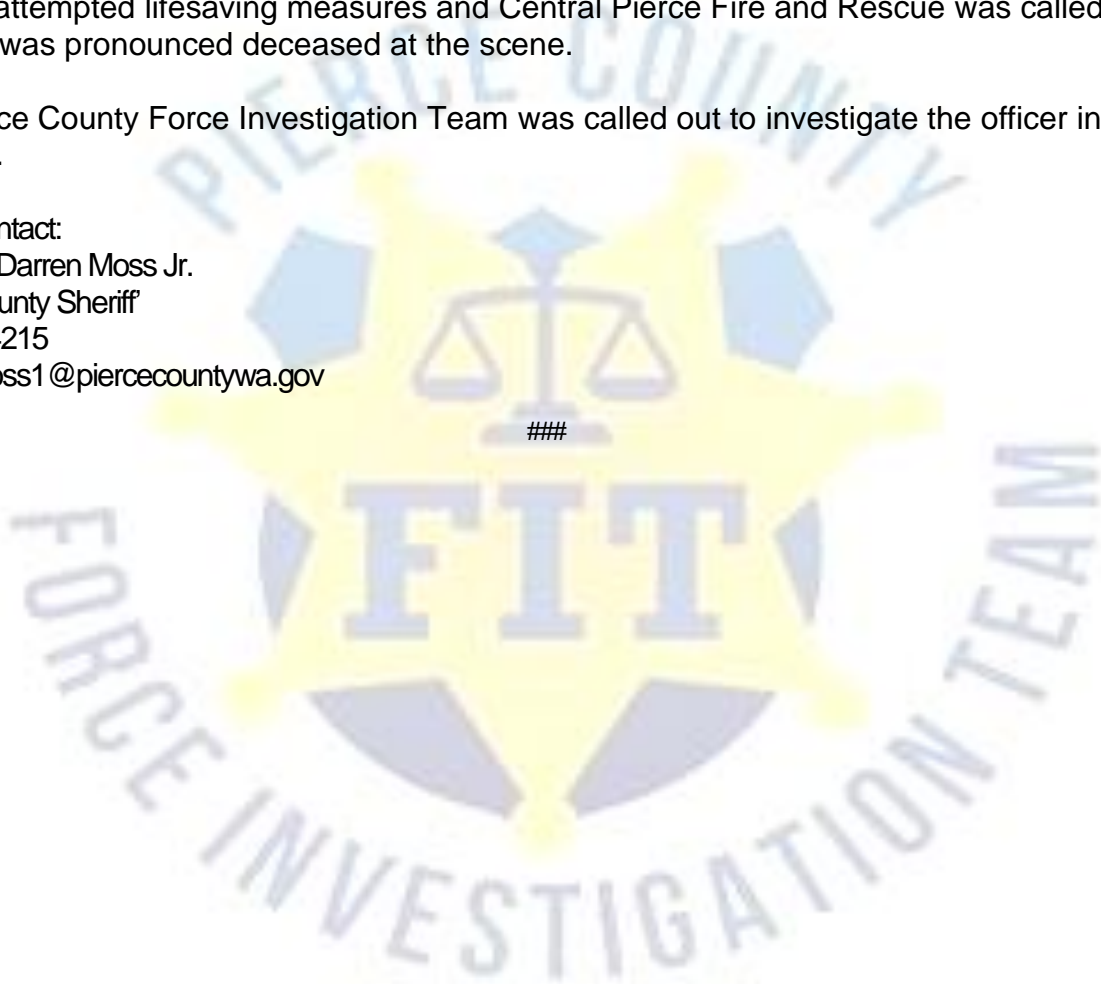 attempted lifesaving measures and Central Pierce Fire and Rescue was called
was pronounced deceased at the scene.
ce County Force Investigation Team was called out to investigate the officer in
.
ntact:
Darren Moss Jr.
unty Sheriff'
-215
oss1@piercecountywa.gov
###
PIERCE COUNTY
FIT
FORCE INVESTIGATION TEAM